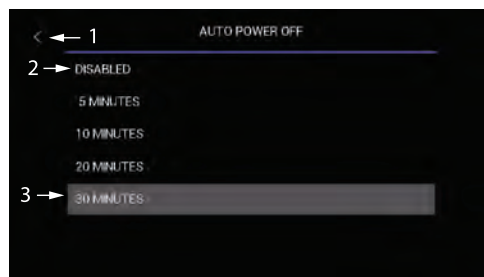 < 1 AUTO POWER OFF
2 DISABLED
5 MINUTES
10 MINUTES
20 MINUTES
3 30 MINUTES